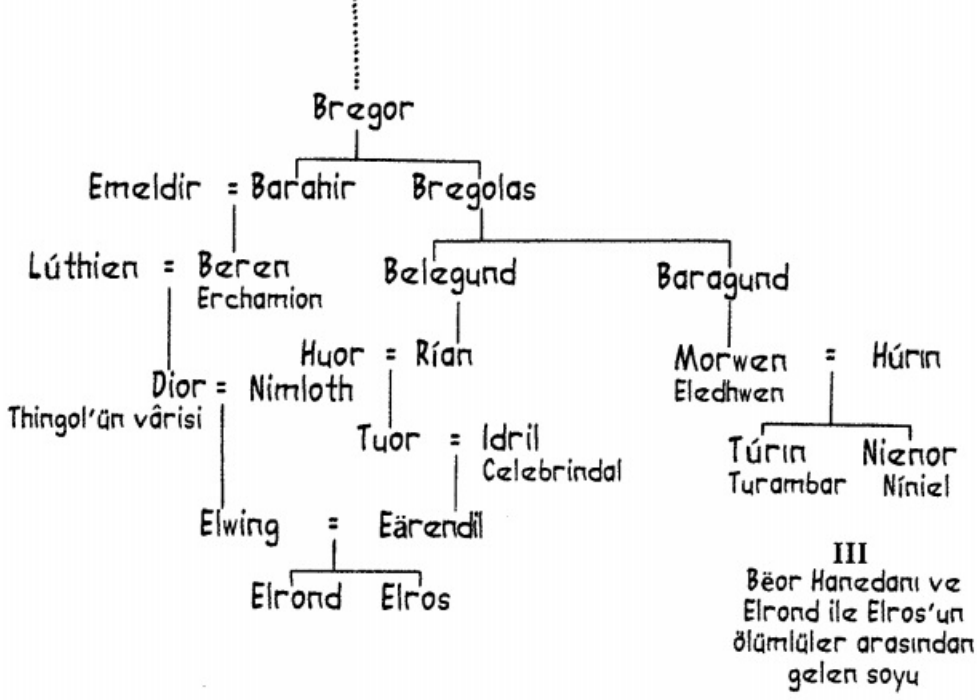 Bregor
Emeldir = Barahir Bregolas
Lúthien = Beren Belegund Baragund
Erchamion
Huor = Rían Morwen = Húrın
Eledhwen
Dior = Nimloth
Thingol'ün vârisi
Tuor = Idril
Celebrindal
Túrın Nienor
Turambar Níniel
Elwing = Eärendil
Elrond Elros
III
Bëor Hanedanı ve
Elrond ile Elros'un
ölümlüler arasından
gelen soyu